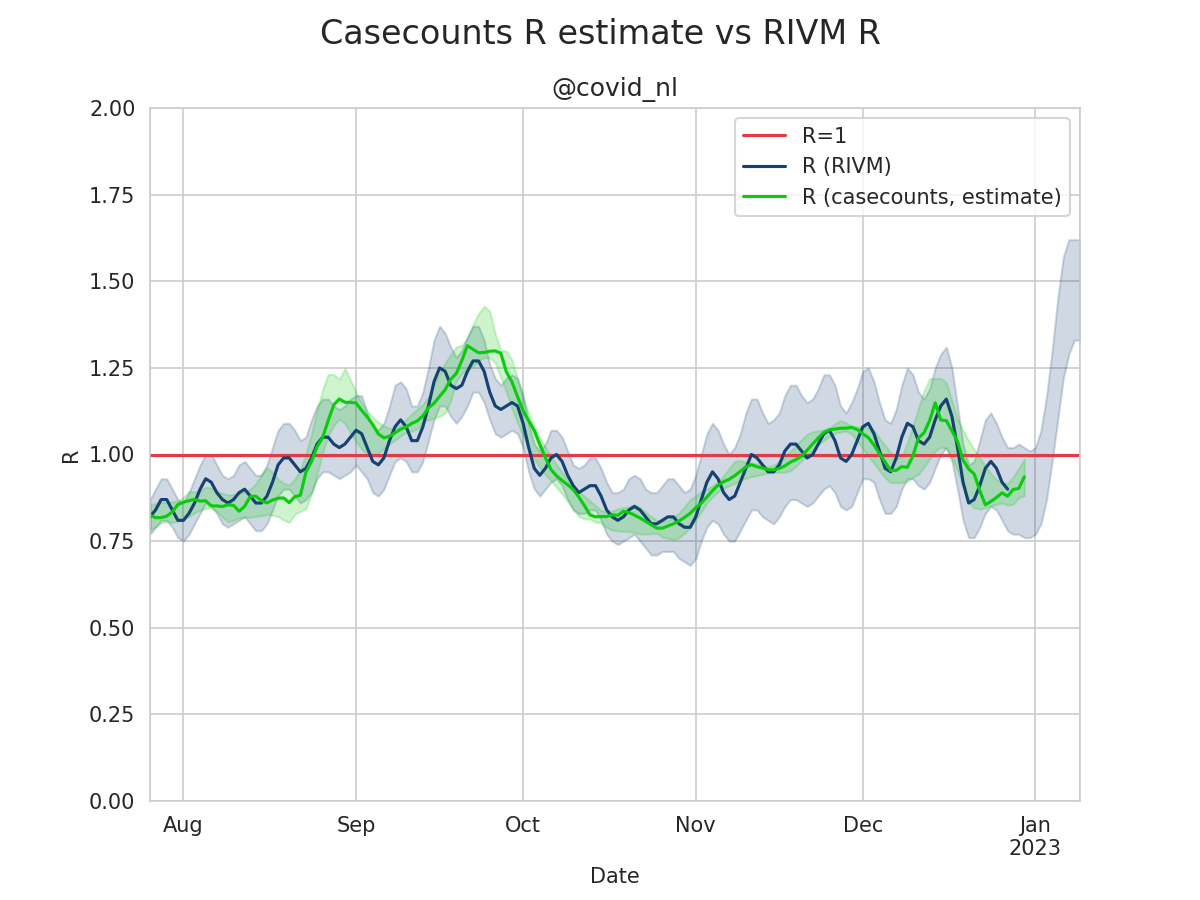 Casecounts R estimate vs RIVM R
@covid_nl
R=1
R (RIVM)
R (casecounts, estimate)
2.00
1.75
1.50
1.25
1.00
0.75
0.50
0.25
0.00
R
Aug Sep Oct Nov Dec Jan
2023
Date